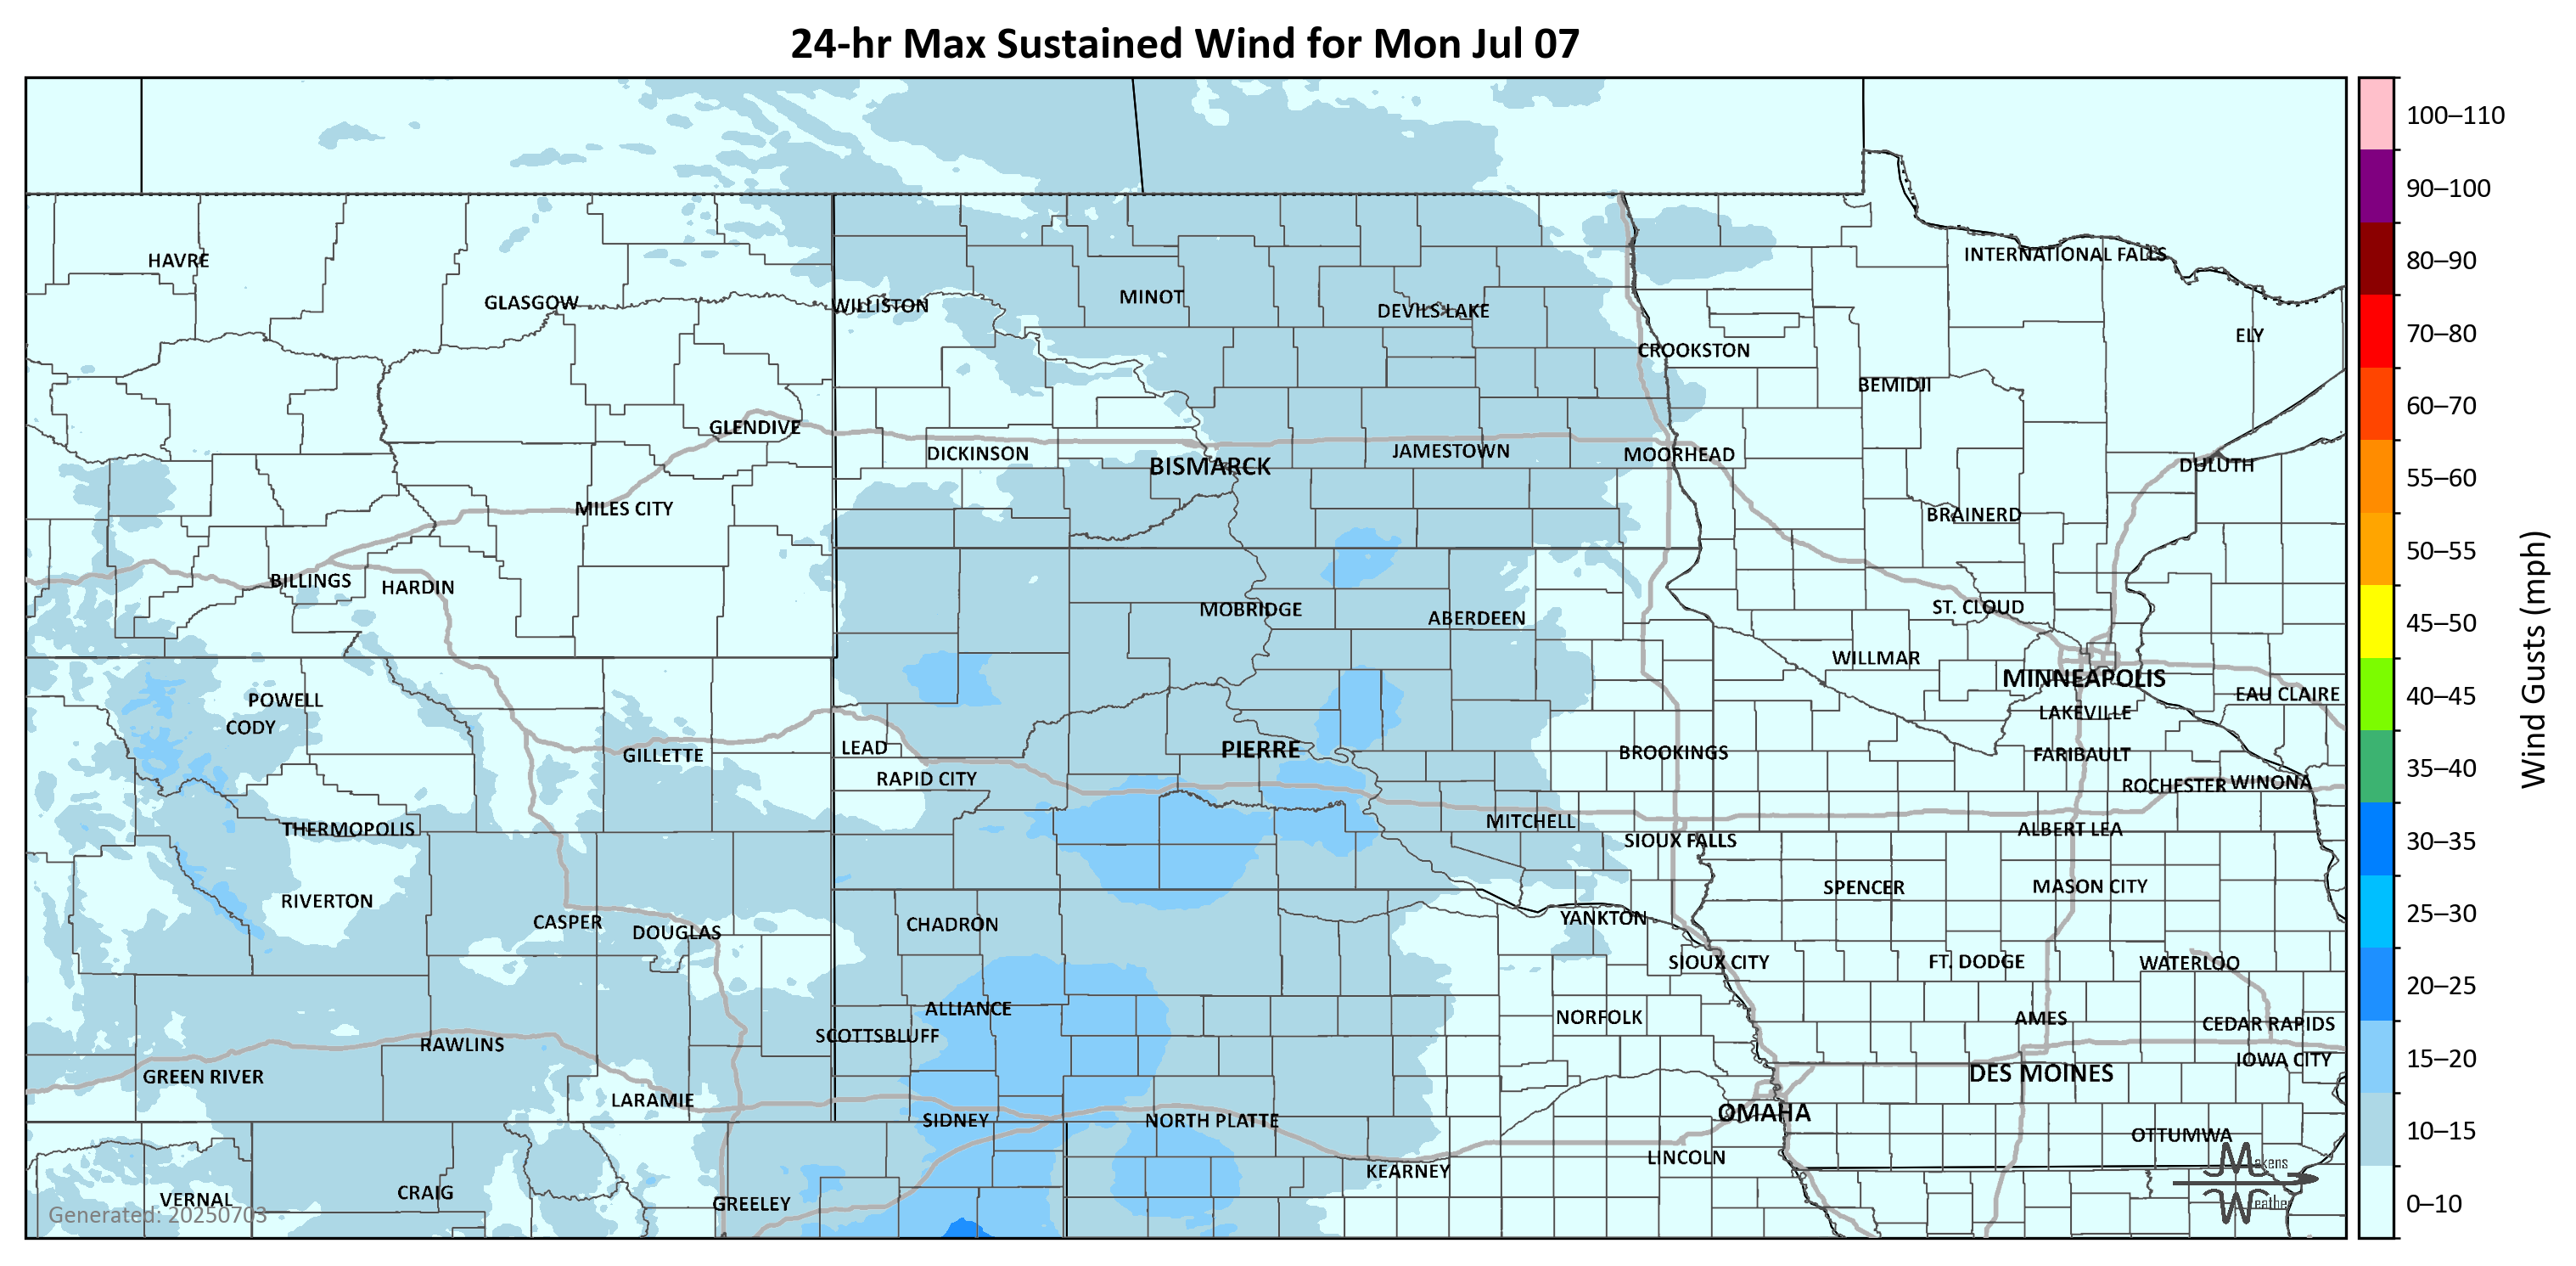 24-hr Max Sustained Wind for Mon Jul 07
100–110
90–100
80–90
70–80
60–70
55–60
50–55
45–50
40–45
35–40
30–35
25–30
20–25
15–20
10–15
0–10
Wind Gusts (mph)
HAVRE
INTERNATIONAL FALLS
GLASGOW
WILLISTON
MINOT
DEVILS LAKE
ELY
CROOKSTON
BEMIDJI
GLENDIVE
DICKINSON
BISMARCK
JAMESTOWN
MOORHEAD
DULUTH
MILES CITY
BRAINERD
BILLINGS
HARDIN
MOBRIDGE
ABERDEEN
ST. CLOUD
WILLMAR
MINNEAPOLIS
EAU CLAIRE
POWELL
CODY
LAKEVILLE
GILLETTE
LEAD
PIERRE
BROOKINGS
FARIBAULT
RAPID CITY
ROCHESTER
WINONA
THERMOPOLIS
MITCHELL
SIOUX FALLS
ALBERT LEA
RIVERTON
SPENCER
MASON CITY
CASPER
DOUGLAS
CHADRON
YANKTON
SIOUX CITY
FT. DODGE
WATERLOO
ALLIANCE
NORFOLK
AMES
CEDAR RAPIDS
SCOTTSBLUFF
RAWLINS
IOWA CITY
GREEN RIVER
DES MOINES
LARAMIE
SIDNEY
NORTH PLATTE
OMAHA
OTTUMWA
LINCOLN
KEARNEY
VERNAL
CRAIG
GREELEY
Generated: 20250703
Makens
Weather